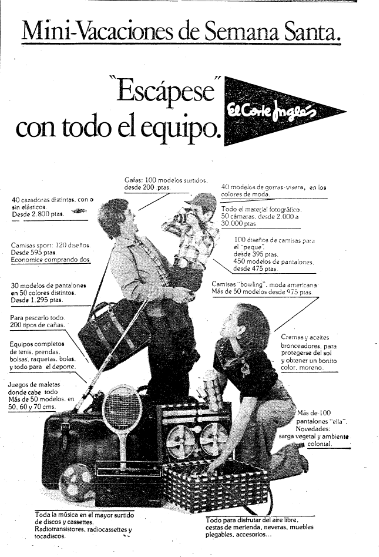 Mini-Vacaciones de Semana Santa.
"Escápese"
con todo el equipo.
El Corte Inglés
Gafas: 100 modelos surtidos,
desde 200 ptas.
40 cazadoras distintas, con o
sin elásticos
Desde 2.800 ptas.
40 modelos de gorras-visera, en los
colores de moda.
Todo el material fotográfico.
50 cámaras, desde 2.000 a
30.000 ptas.
Camisas sport: 120 diseños
Desde 595 ptas
Economice comprando dos
100 diseños de camisas para
el "peque"
desde 395 ptas.
450 modelos de pantalones,
desde 475 ptas.
30 modelos de pantalones
en 50 colores distintos.
Desde 1.295 ptas.
Camisas "bowling", moda americana
Más de 50 modelos desde 975 ptas
Para pescarlo todo.
200 tipos de cañas.
Equipos completos
de tenis, prendas,
bolsas, raquetas, bolas
y todo para el deporte.
Cremas y aceites
bronceadores, para
protegerse del sol
y obtener un bonito
color, moreno.
Juegos de maletas
donde cabe todo.
Más de 50 modelos, en
50, 60 y 70 cms.
Más de 100
pantalones "ella".
Novedades:
sarga vegetal y ambiente
colonial.
Toda la música en el mayor surtido
de discos y cassettes.
Radiotransistores, radiocassettes y
tocadiscos.
Todo para disfrutar del aire libre,
cestas de merienda, neveras, muebles
plegables, accesorios...